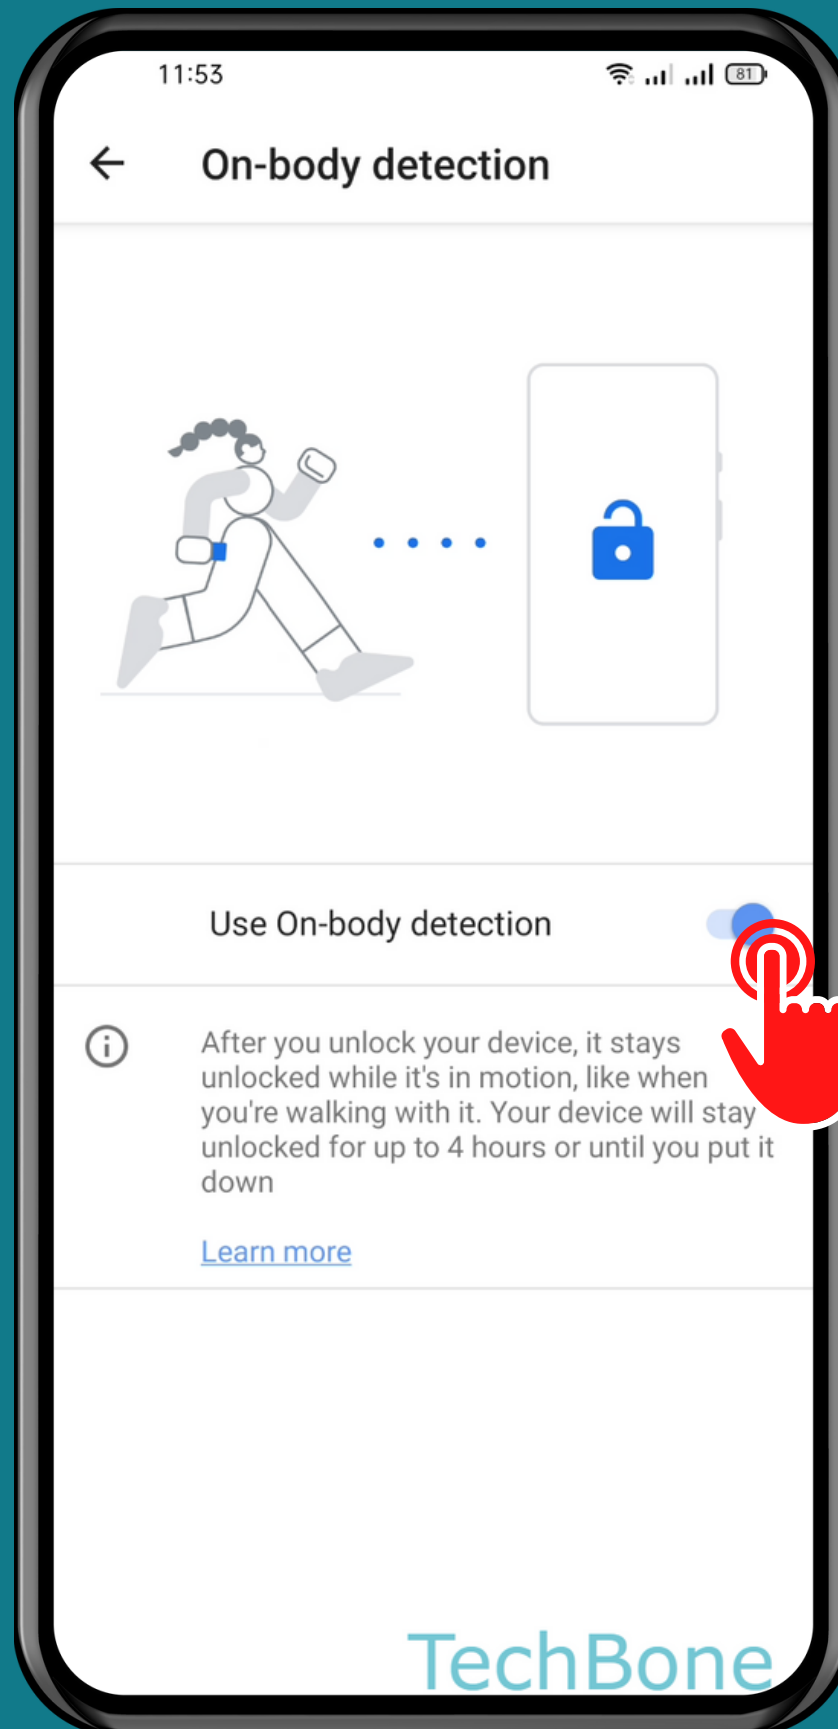 11:53
81
On-body detection
Use On-body detection
After you unlock your device, it stays
unlocked while it's in motion, like when
you're walking with it. Your device will stay
unlocked for up to 4 hours or until you put it
down
Learn more
TechBone